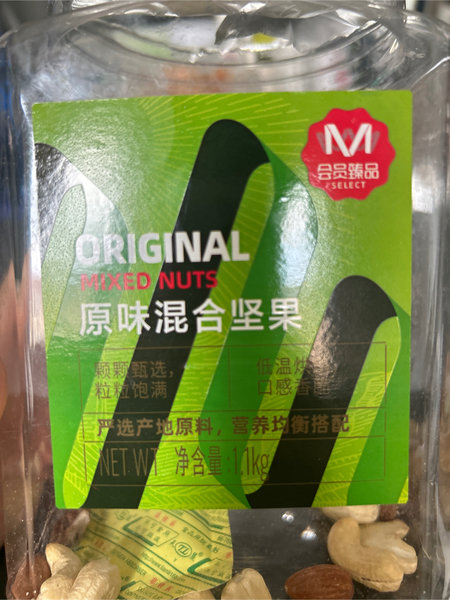 M
会员臻品
SELECT
ORIGINAL
MIXED NUTS
原味混合坚果
颗颗甄选,
粒粒饱满
低温烘
口感香
严选产地原料,营养均衡搭配
NET WT 净含量:1.1kg